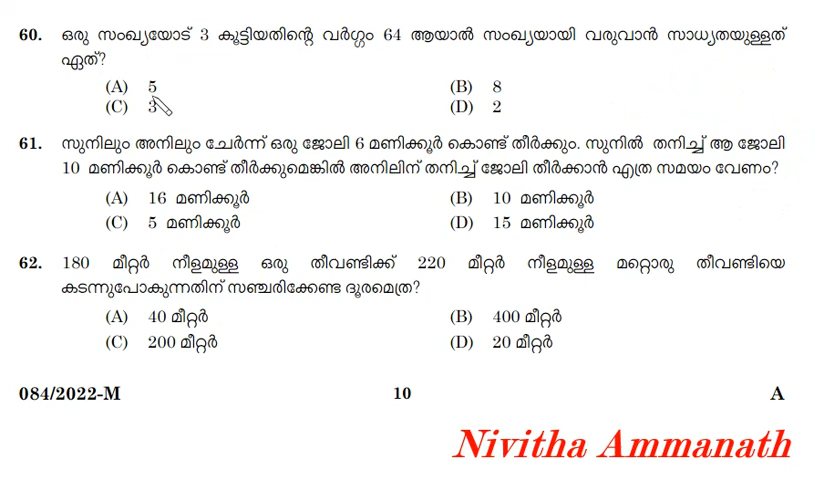 60. ഒരു സംഖ്യയോട് 3 കൂട്ടിയതിന്റെ വർഗ്ഗം 64 ആയാൽ സംഖ്യയായി വരുവാൻ സാധ്യതയുള്ളത്
ഏത്?
(A) 5 (B) 8
(C) 3 (D) 2
61. സുനിലും അനിലും ചേർന്ന് ഒരു ജോലി 6 മണിക്കൂർ കൊണ്ട് തീർക്കും. സുനിൽ തനിച്ച് ആ ജോലി
10 മണിക്കൂർ കൊണ്ട് തീർക്കുമെങ്കിൽ അനിലിന് തനിച്ച് ജോലി തീർക്കാൻ എത്ര സമയം വേണം?
(A) 16 മണിക്കൂർ (B) 10 മണിക്കൂർ
(C) 5 മണിക്കൂർ (D) 15 മണിക്കൂർ
62. 180 മീറ്റർ നീളമുള്ള ഒരു തീവണ്ടിക്ക് 220 മീറ്റർ നീളമുള്ള മറ്റൊരു തീവണ്ടിയെ
കടന്നുപോകുന്നതിന് സഞ്ചരിക്കേണ്ട ദൂരമെത്ര?
(A) 40 മീറ്റർ (B) 400 മീറ്റർ
(C) 200 മീറ്റർ (D) 20 മീറ്റർ
084/2022-M 10 A
Nivitha Ammanath